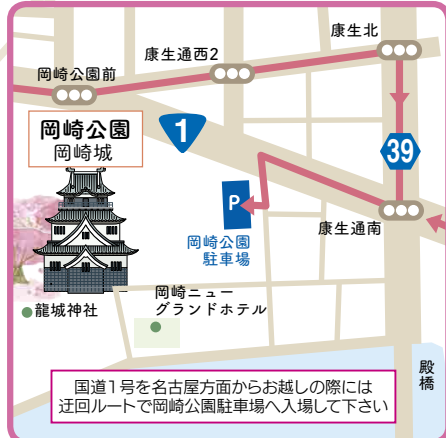 康生北
康生通西2
岡崎公園前
岡崎公園
岡崎城
1
39
P
岡崎公園
駐車場
康生通南
岡崎ニュー
グランドホテル
龍城神社
殿橋
国道1号を名古屋方面からお越しの際には
迂回ルートで岡崎公園駐車場へ入場して下さい